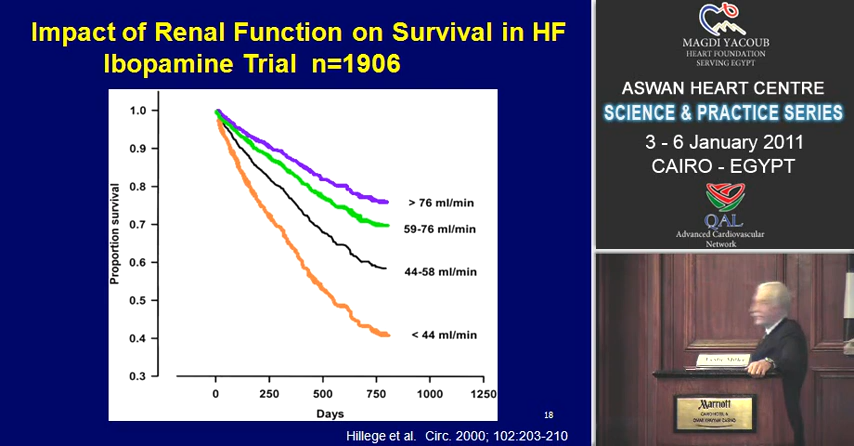 Impact of Renal Function on Survival in HF
Ibopamine Trial n=1906
Proportion survival
1.0
0.9
0.8
0.7
0.6
0.5
0.4
0.3
> 76 ml/min
59-76 ml/min
44-58 ml/min
< 44 ml/min
0 250 500 750 1000 1250
Days
18
Hillege et al. Circ. 2000; 102:203-210
MAGDI YACOUB
HEART FOUNDATION
SERVING EGYPT
ASWAN HEART CENTRE
SCIENCE & PRACTICE SERIES
3 - 6 January 2011
CAIRO - EGYPT
QAL
Advanced Cardiovascular
Network
Marriott